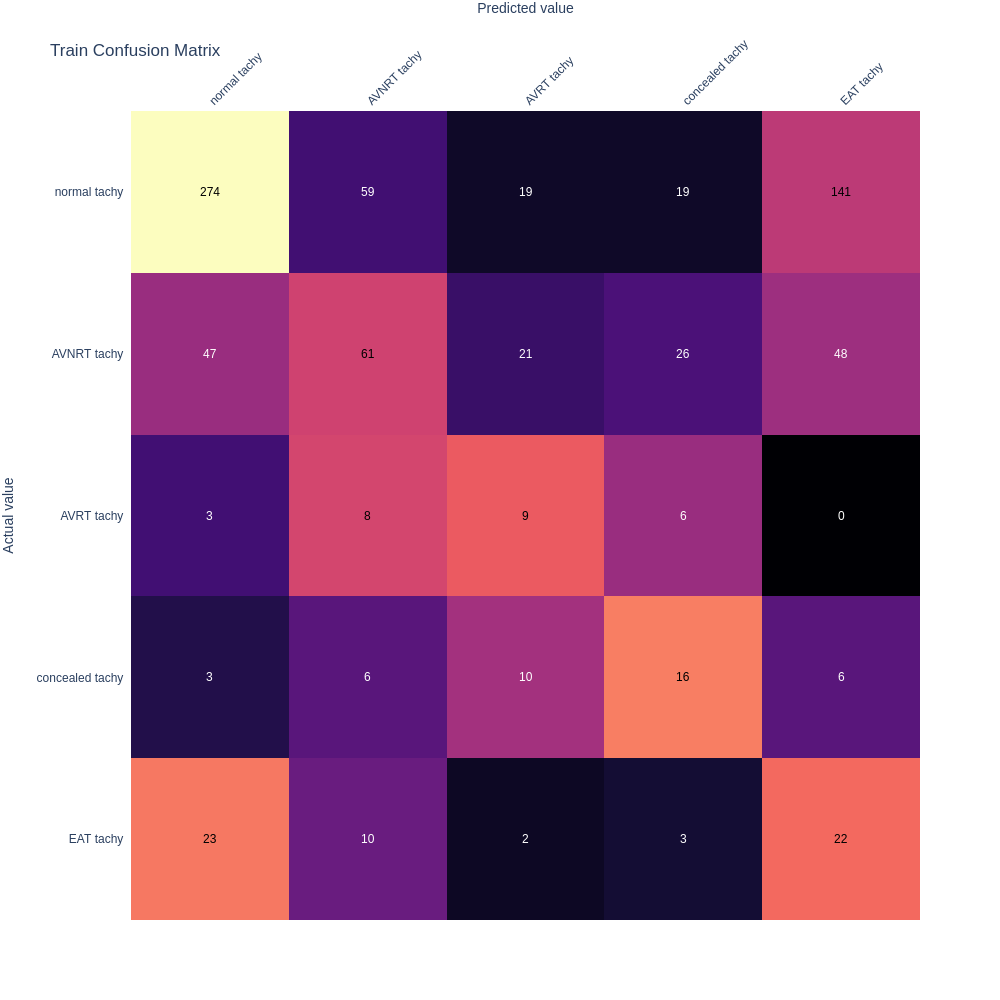 Predicted value
Train Confusion Matrix
normal tachy AVNRT tachy AVRT tachy concealed tachy EAT tachy
normal tachy 274 59 19 19 141
AVNRT tachy 47 61 21 26 48
Actual value
AVRT tachy 3 8 9 6 0
concealed tachy 3 6 10 16 6
EAT tachy 23 10 2 3 22